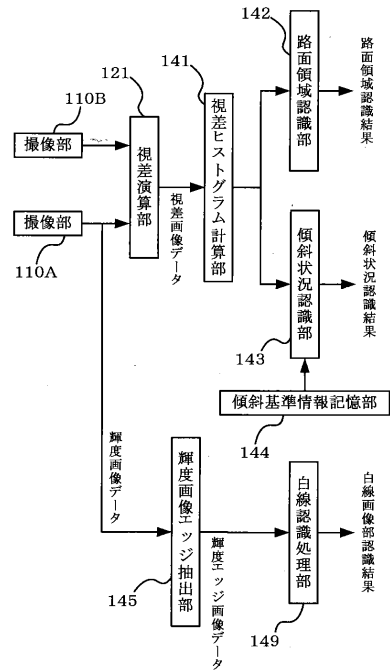 110B
撮像部
撮像部
110A
121
視差演算部
視差画像データ
141
視差ヒストグラム計算部
142
路面領域認識部
路面領域認識結果
傾斜状況認識部
143
傾斜状況認識結果
傾斜基準情報記憶部
144
輝度画像データ
輝度画像エッジ抽出部
145
輝度エッジ画像データ
白線認識処理部
149
白線画像部認識結果